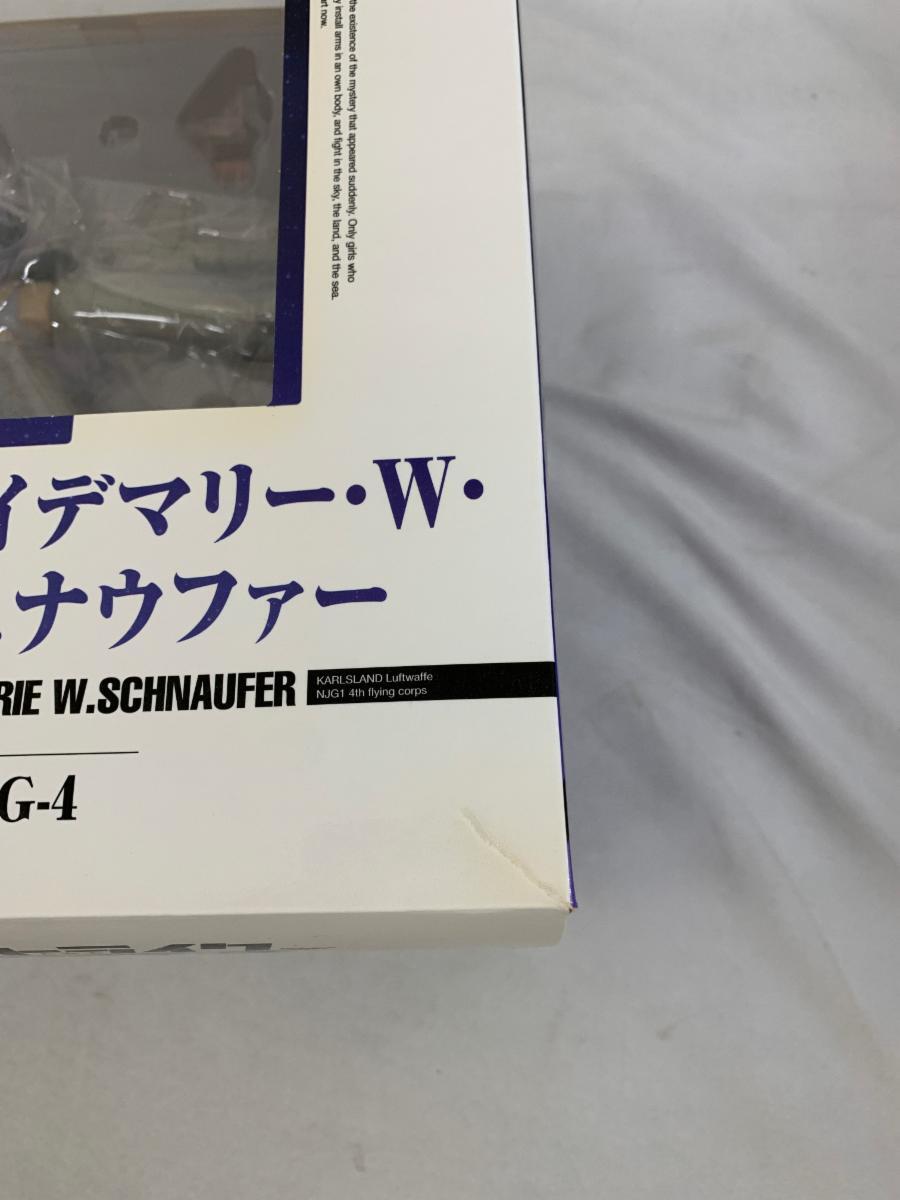 the existence of the mystery that appeared suddenly. Only girls who
install arms in an own body, and fight in the sky, the land, and the sea.
now.
イデマリー・W・
ナウファー
RIE W.SCHNAUFER
KARLSLAND Luftwaffe
NJG1 4th flying corps
G-4